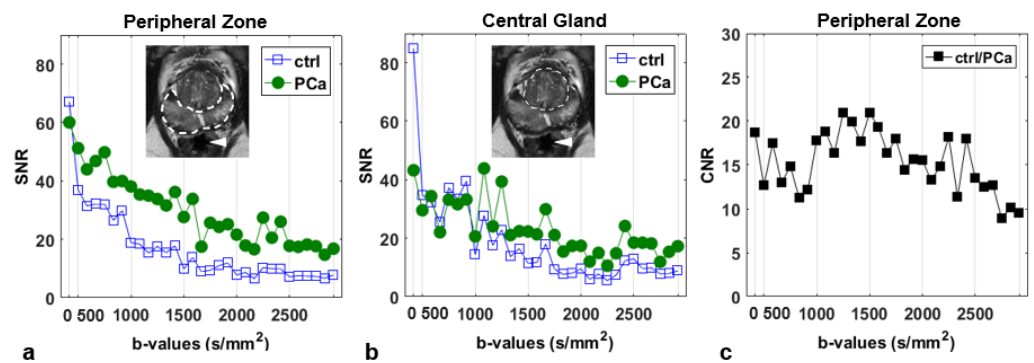 Peripheral Zone
80
60
40
20
0
SNR
ctrl
PCa
0 500 1000 1500 2000 2500
b-values (s/mm²)
a
Central Gland
80
60
40
20
0
SNR
ctrl
PCa
0 500 1000 1500 2000 2500
b-values (s/mm²)
b
Peripheral Zone
30
25
20
15
10
5
0
CNR
ctrl/PCa
0 500 1000 1500 2000 2500
b-values (s/mm²)
c